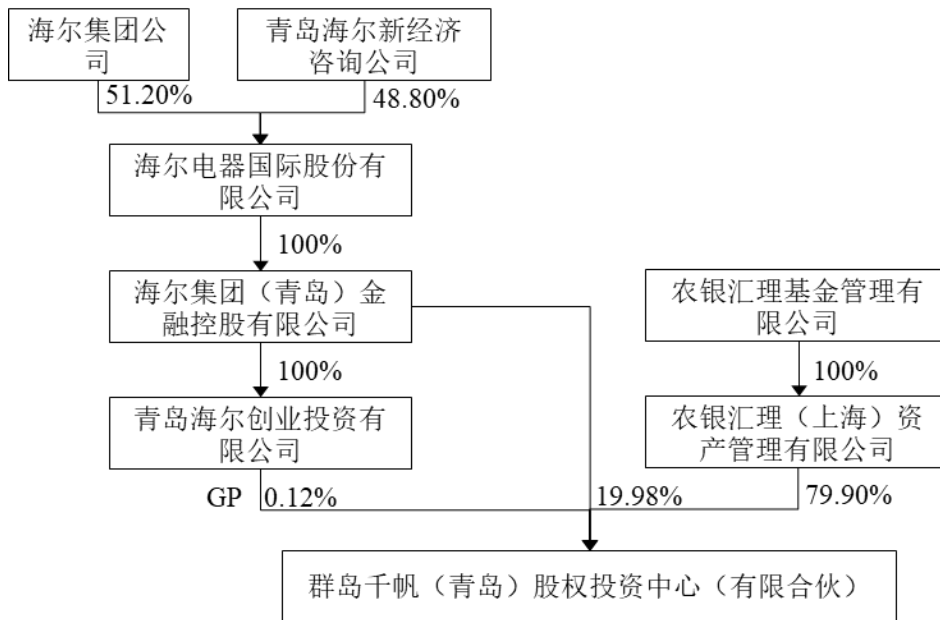 海尔集团公
司
青岛海尔新经济
咨询公司
51.20%
48.80%
海尔电器国际股份有
限公司
100%
海尔集团（青岛）金
融控股有限公司
农银汇理基金管理有
限公司
100%
100%
青岛海尔创业投资有
限公司
农银汇理（上海）资
产管理有限公司
GP 0.12%
19.98%
79.90%
群岛千帆（青岛）股权投资中心（有限合伙）